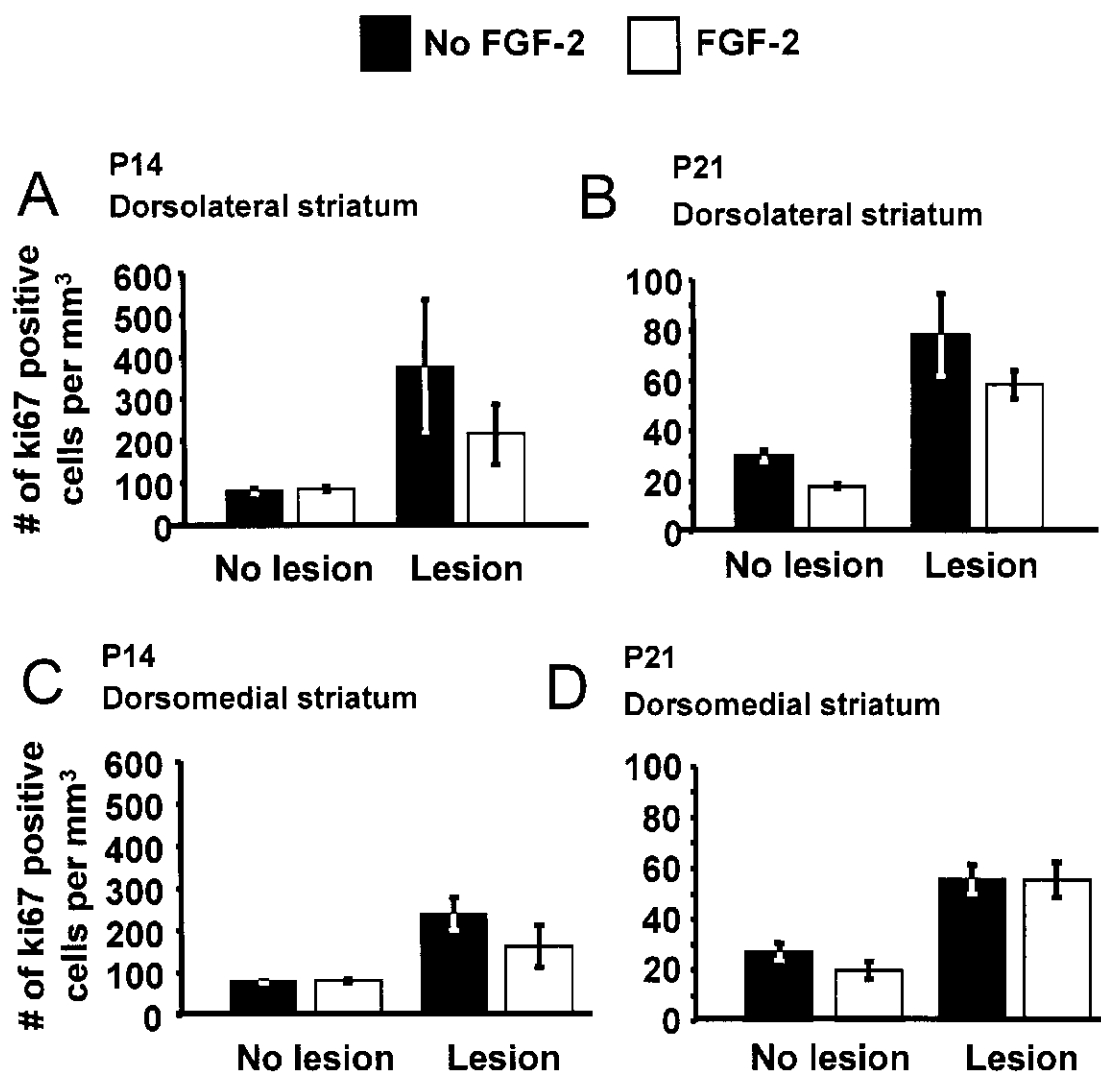 No FGF-2 FGF-2
A
P14
Dorsolateral striatum
# of ki67 positive
cells per mm³
600
500
400
300
200
100
0
No lesion Lesion
B
P21
Dorsolateral striatum
100
80
60
40
20
0
No lesion Lesion
C
P14
Dorsomedial striatum
# of ki67 positive
cells per mm³
600
500
400
300
200
100
0
No lesion Lesion
D
P21
Dorsomedial striatum
100
80
60
40
20
0
No lesion Lesion